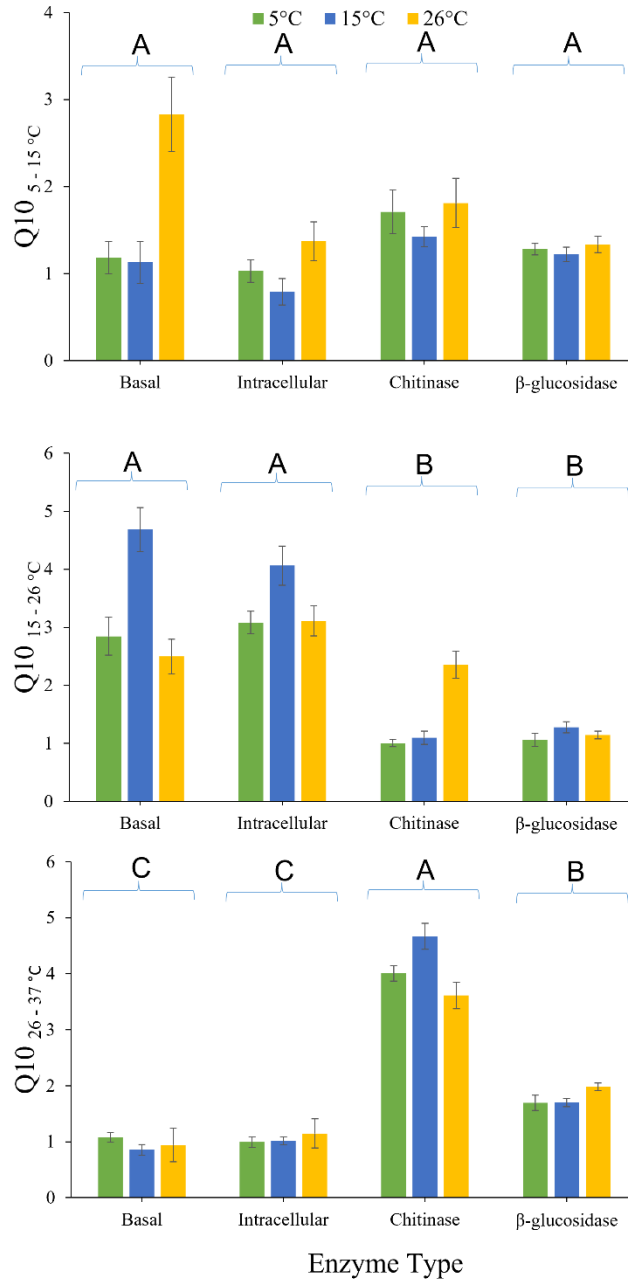 5°C 15°C 26°C
A A A A
4
3
2
1
0
Q10 5 - 15 °C
Basal Intracellular Chitinase β-glucosidase
A A B B
6
5
4
3
2
1
0
Q10 15 - 26 °C
Basal Intracellular Chitinase β-glucosidase
C C A B
6
5
4
3
2
1
0
Q10 26 - 37 °C
Basal Intracellular Chitinase β-glucosidase
Enzyme Type